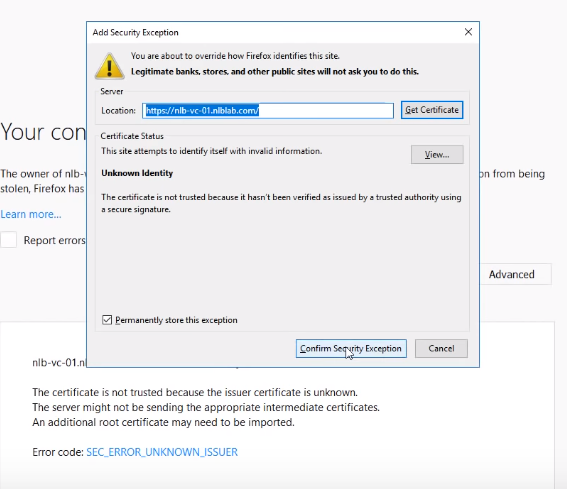 Add Security Exception
You are about to override how Firefox identifies this site.
Legitimate banks, stores, and other public sites will not ask you to do this.
Server
Location: https://nlb-vc-01.nlblab.com/ Get Certificate
Certificate Status
This site attempts to identify itself with invalid information. View...
Unknown Identity
The certificate is not trusted because it hasn't been verified as issued by a trusted authority using
a secure signature.
Permanently store this exception
Confirm Security Exception Cancel
Your con
The owner of nlb-v on from being
stolen, Firefox has
Learn more...
Report errors
Advanced
nlb-vc-01.nl
The certificate is not trusted because the issuer certificate is unknown.
The server might not be sending the appropriate intermediate certificates.
An additional root certificate may need to be imported.
Error code: SEC_ERROR_UNKNOWN_ISSUER